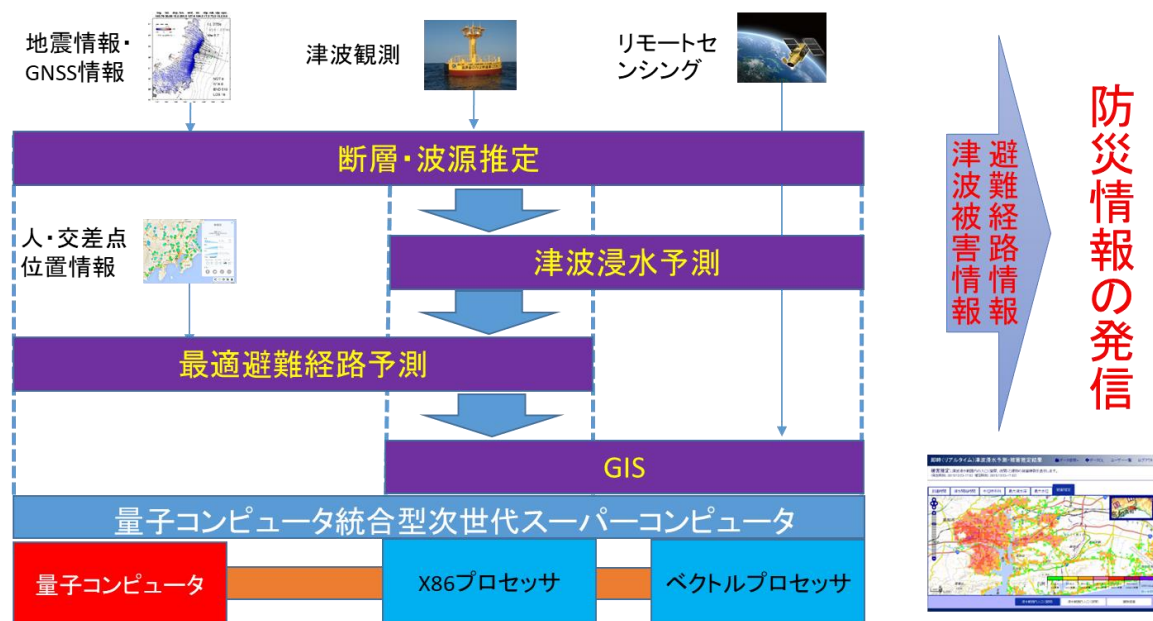 地震情報・
GNSS情報
津波観測
リモートセ
ンシング
断層・波源推定
人・交差点
位置情報
津波浸水予測
最適避難経路予測
GIS
量子コンピュータ統合型次世代スーパーコンピュータ
量子コンピュータ
X86プロセッサ
ベクトルプロセッサ
避難経路情報
津波被害情報
防災情報の発信